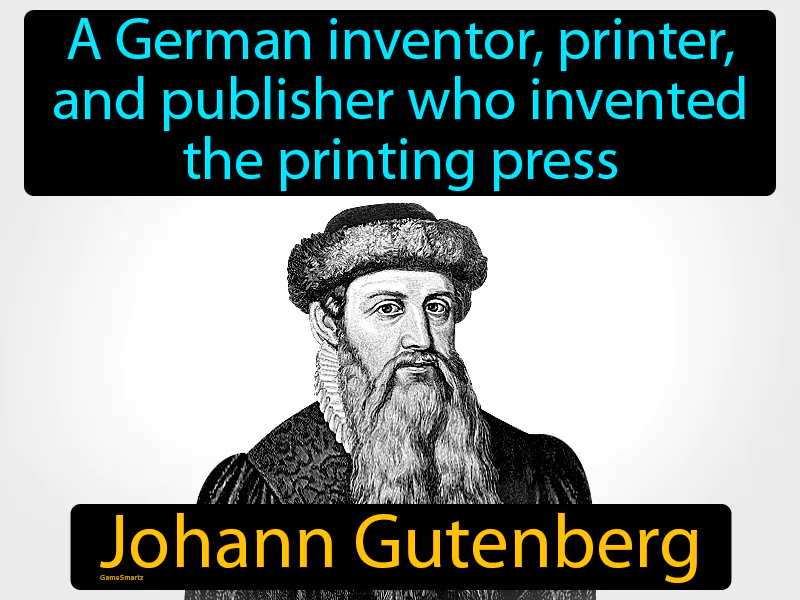 A German inventor, printer,
and publisher who invented
the printing press
Johann Gutenberg
GameSmartz